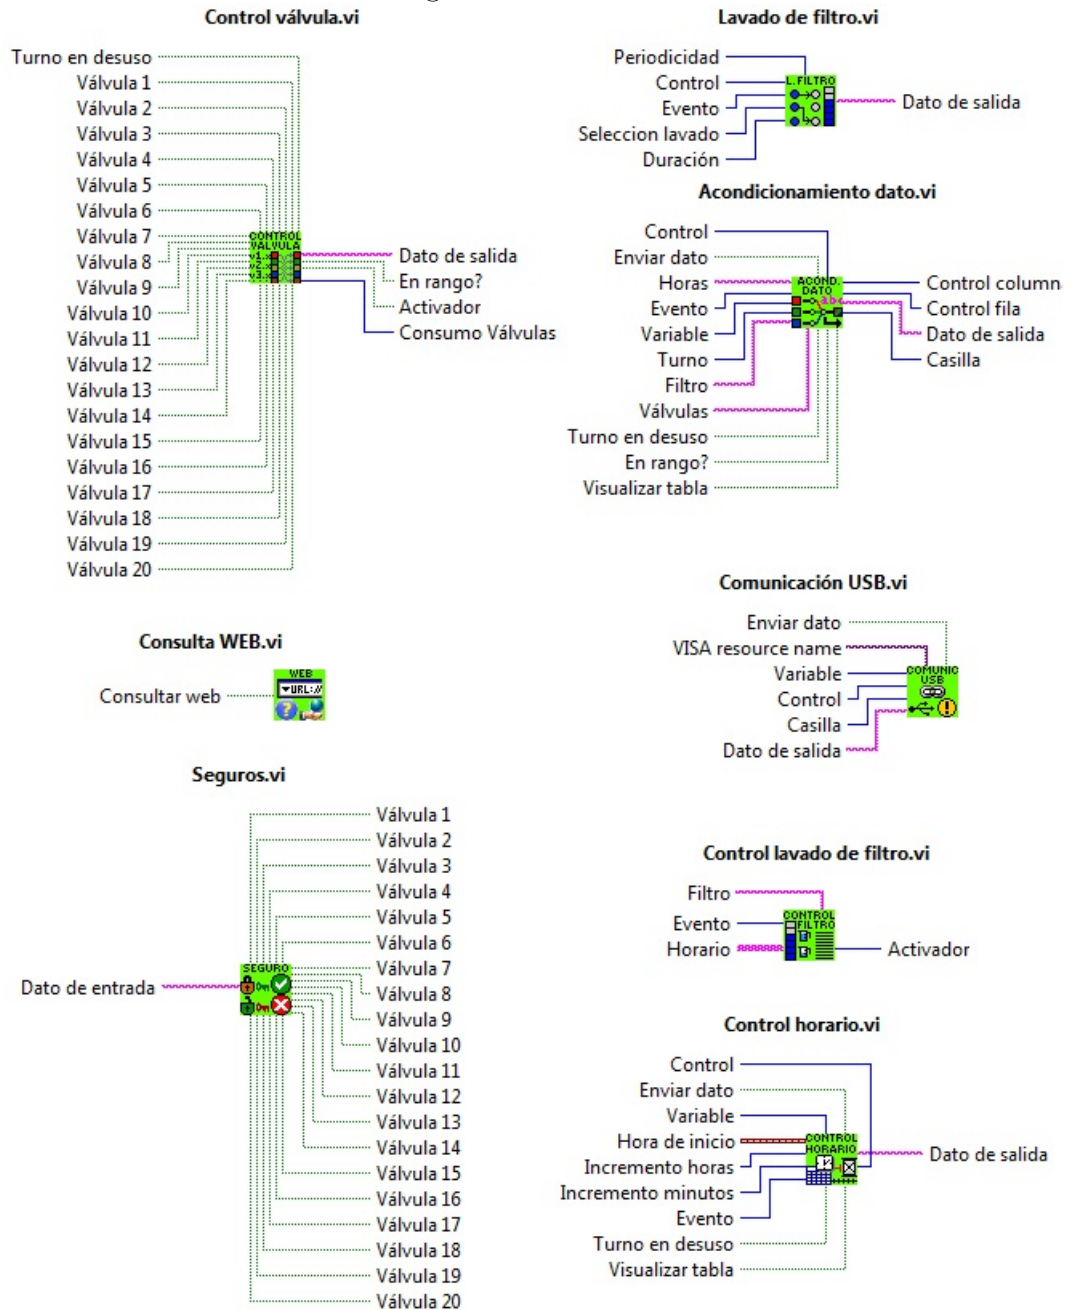 Control válvula.vi
Turno en desuso
Válvula 1
Válvula 2
Válvula 3
Válvula 4
Válvula 5
Válvula 6
Válvula 7
Válvula 8
Válvula 9
Válvula 10
Válvula 11
Válvula 12
Válvula 13
Válvula 14
Válvula 15
Válvula 16
Válvula 17
Válvula 18
Válvula 19
Válvula 20
CONTROL
VALVULA
v1.
v2.
v3.
Dato de salida
En rango?
Activador
Consumo Válvulas
Lavado de filtro.vi
Periodicidad
Control
Evento
Seleccion lavado
Duración
L.FILTRO
Dato de salida
Acondicionamiento dato.vi
Control
Enviar dato
Horas
Evento
Variable
Turno
Filtro
Válvulas
Turno en desuso
En rango?
Visualizar tabla
ACOND.
DATO
abc
Control column
Control fila
Dato de salida
Casilla
Consulta WEB.vi
Consultar web
WEB
URL://
Comunicación USB.vi
Enviar dato
VISA resource name
Variable
Control
Casilla
Dato de salida
COMUNIC
USB
Seguros.vi
Dato de entrada
SEGURO
Válvula 1
Válvula 2
Válvula 3
Válvula 4
Válvula 5
Válvula 6
Válvula 7
Válvula 8
Válvula 9
Válvula 10
Válvula 11
Válvula 12
Válvula 13
Válvula 14
Válvula 15
Válvula 16
Válvula 17
Válvula 18
Válvula 19
Válvula 20
Control lavado de filtro.vi
Filtro
Evento
Horario
CONTROL
FILTRO
Activador
Control horario.vi
Control
Enviar dato
Variable
Hora de inicio
Incremento horas
Incremento minutos
Evento
Turno en desuso
Visualizar tabla
CONTROL
HORARIO
Dato de salida